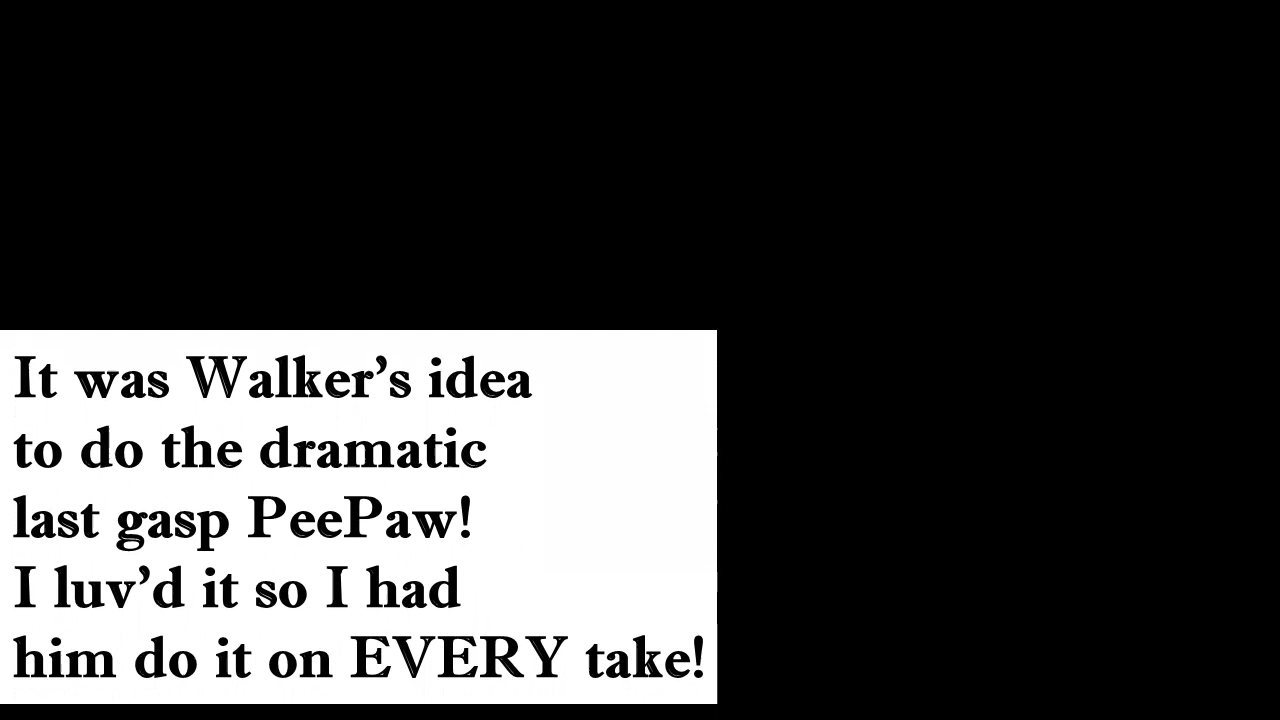 It was Walker’s idea
to do the dramatic
last gasp PeePaw!
I luv’d it so I had
him do it on EVERY take!